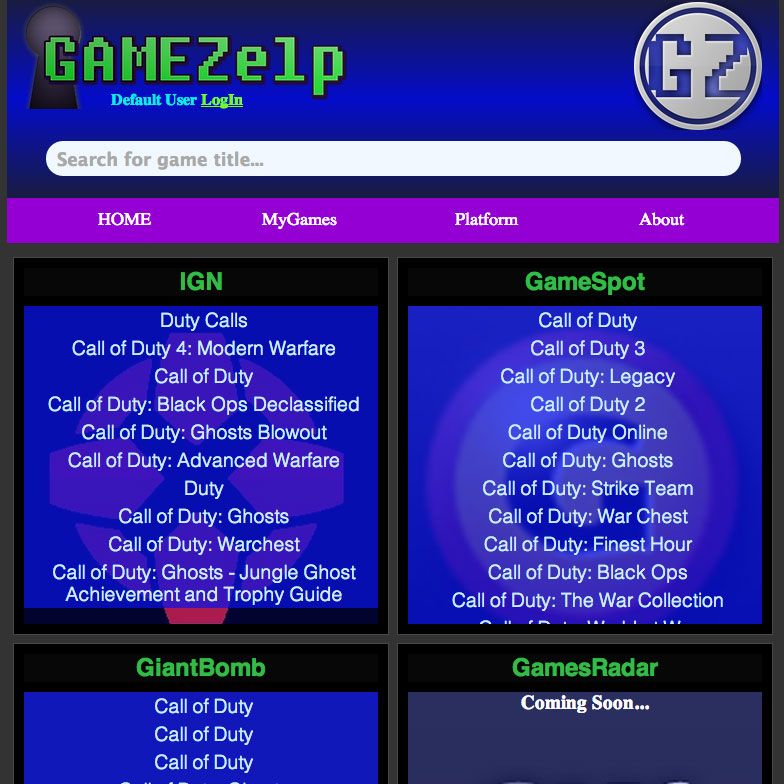 GAMEZelp
GZ
Default User LogIn
Search for game title...
HOME MyGames Platform About
IGN
Duty Calls
Call of Duty 4: Modern Warfare
Call of Duty
Call of Duty: Black Ops Declassified
Call of Duty: Ghosts Blowout
Call of Duty: Advanced Warfare
Duty
Call of Duty: Ghosts
Call of Duty: Warchest
Call of Duty: Ghosts - Jungle Ghost
Achievement and Trophy Guide
GameSpot
Call of Duty
Call of Duty 3
Call of Duty: Legacy
Call of Duty 2
Call of Duty Online
Call of Duty: Ghosts
Call of Duty: Strike Team
Call of Duty: War Chest
Call of Duty: Finest Hour
Call of Duty: Black Ops
Call of Duty: The War Collection
GiantBomb
Call of Duty
Call of Duty
Call of Duty
GamesRadar
Coming Soon...